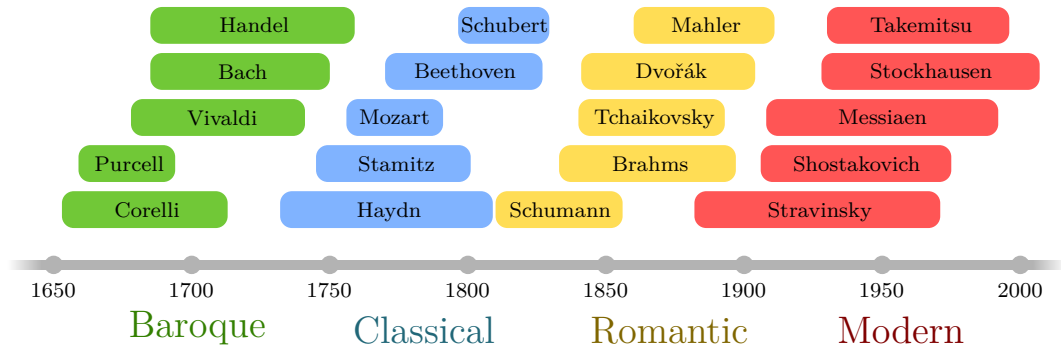 Handel Schubert Mahler Takemitsu
Bach Beethoven Dvořák Stockhausen
Vivaldi Mozart Tchaikovsky Messiaen
Purcell Stamitz Brahms Shostakovich
Corelli Haydn Schumann Stravinsky
1650 1700 1750 1800 1850 1900 1950 2000
Baroque Classical Romantic Modern